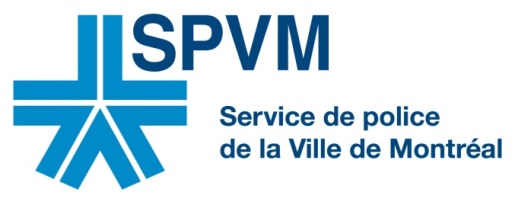 SPVM
Service de police
de la Ville de Montréal